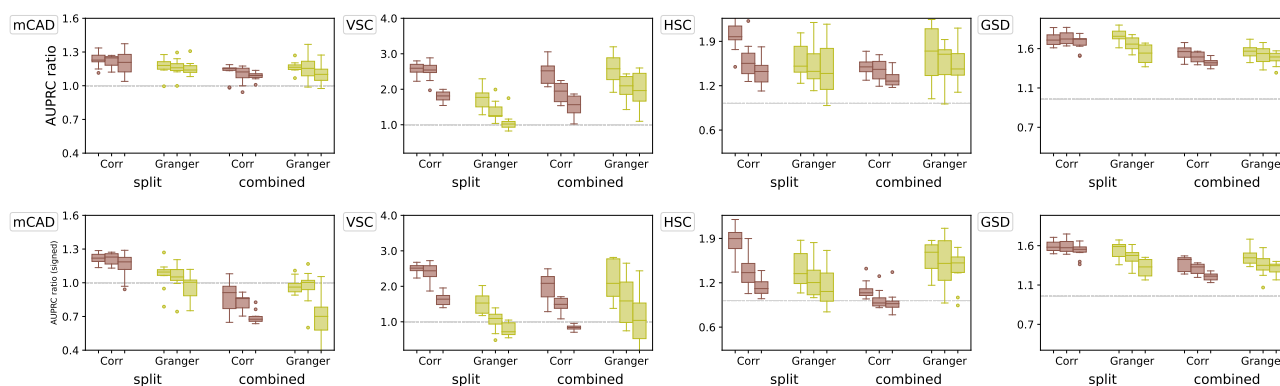 mCAD
VSC
HSC
GSD
AUPRC ratio
1.6
1.3
1.0
0.7
0.4
4.0
3.0
2.0
1.0
1.9
1.2
0.6
1.6
1.1
0.7
Corr Granger Corr Granger
split combined
Corr Granger Corr Granger
split combined
Corr Granger Corr Granger
split combined
Corr Granger Corr Grange
split combined
mCAD
VSC
HSC
GSD
AUPRC ratio (signed)
1.6
1.3
1.0
0.7
0.4
4.0
3.0
2.0
1.0
1.9
1.2
0.6
1.6
1.1
0.7
Corr Granger Corr Granger
split combined
Corr Granger Corr Granger
split combined
Corr Granger Corr Granger
split combined
Corr Granger Corr Grange
split combined